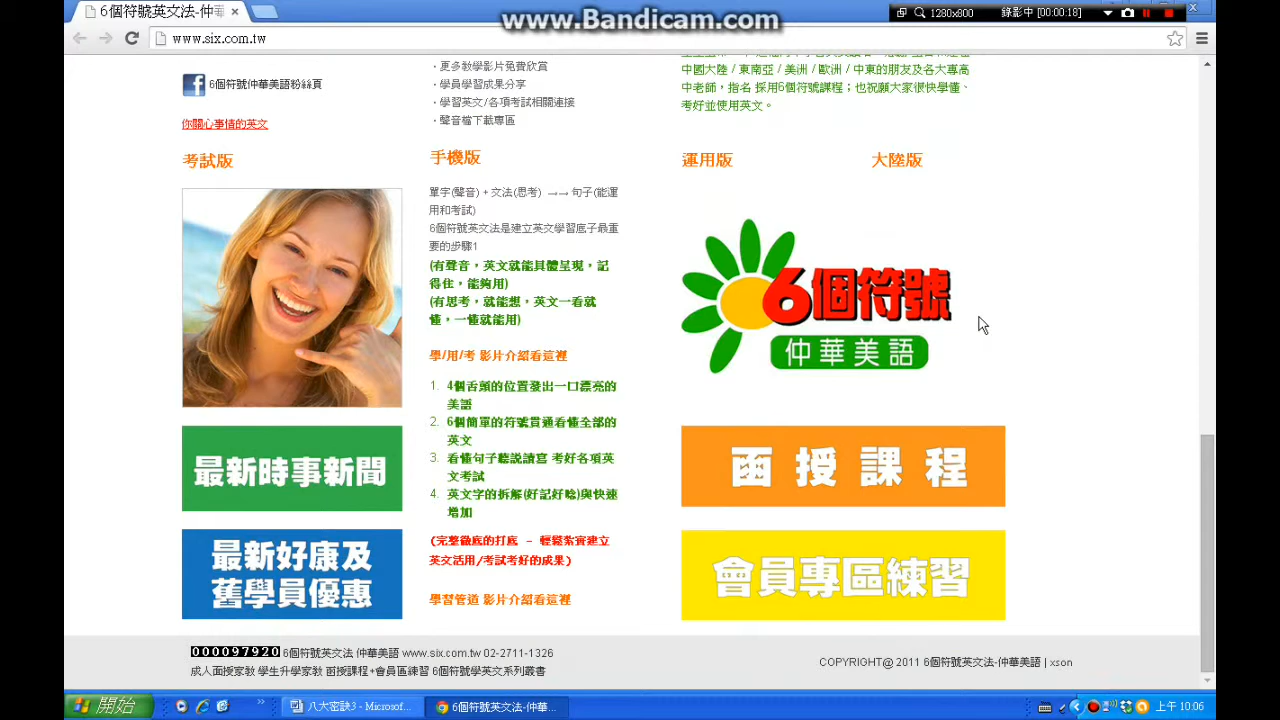 6個符號英文法-仲華
www.Bandicam.com
1280x800
錄影中 [00:00:18]
www.six.com.tw
6個符號仲華美語粉絲頁
你關心事情的英文
‧更多教學影片免費欣賞
‧學員學習成果分享
‧學習英文/各項考試相關連接
‧聲音檔下載專區
中國大陸 / 東南亞 / 美洲 / 歐洲 / 中東的朋友及各大專高
中老師，指名 採用6個符號課程；也祝願大家很快學懂、
考好並使用英文。
考試版
手機版
運用版
大陸版
單字(聲音) + 文法(思考) →→ 句子(能運
用和考試)
6個符號英文法是建立英文學習底子最重
要的步驟1
(有聲音，英文就能具體呈現，記
得住，能夠用)
(有思考，就能想，英文一看就
懂，一懂就能用)
學/用/考 影片介紹看這裡
1. 4個舌頭的位置發出一口漂亮的
美語
2. 6個簡單的符號貫通看懂全部的
英文
3. 看懂句子聽說讀寫 考好各項英
文考試
4. 英文字的拆解(好記好唸)與快速
增加
(完整徹底的打底 － 輕鬆紮實建立
英文活用/考試考好的成果)
學習管道 影片介紹看這裡
6個符號
仲華美語
最新時事新聞
最新好康及
舊學員優惠
函授課程
會員專區練習
000097920 6個符號英文法 仲華美語 www.six.com.tw 02-2711-1326
成人面授家教 學生升學家教 函授課程+會員區練習 6個符號學英文系列叢書
COPYRIGHT@ 2011 6個符號英文法-仲華美語 | xson
開始
八大密訣3 - Microsof...
6個符號英文法-仲華...
上午 10:06